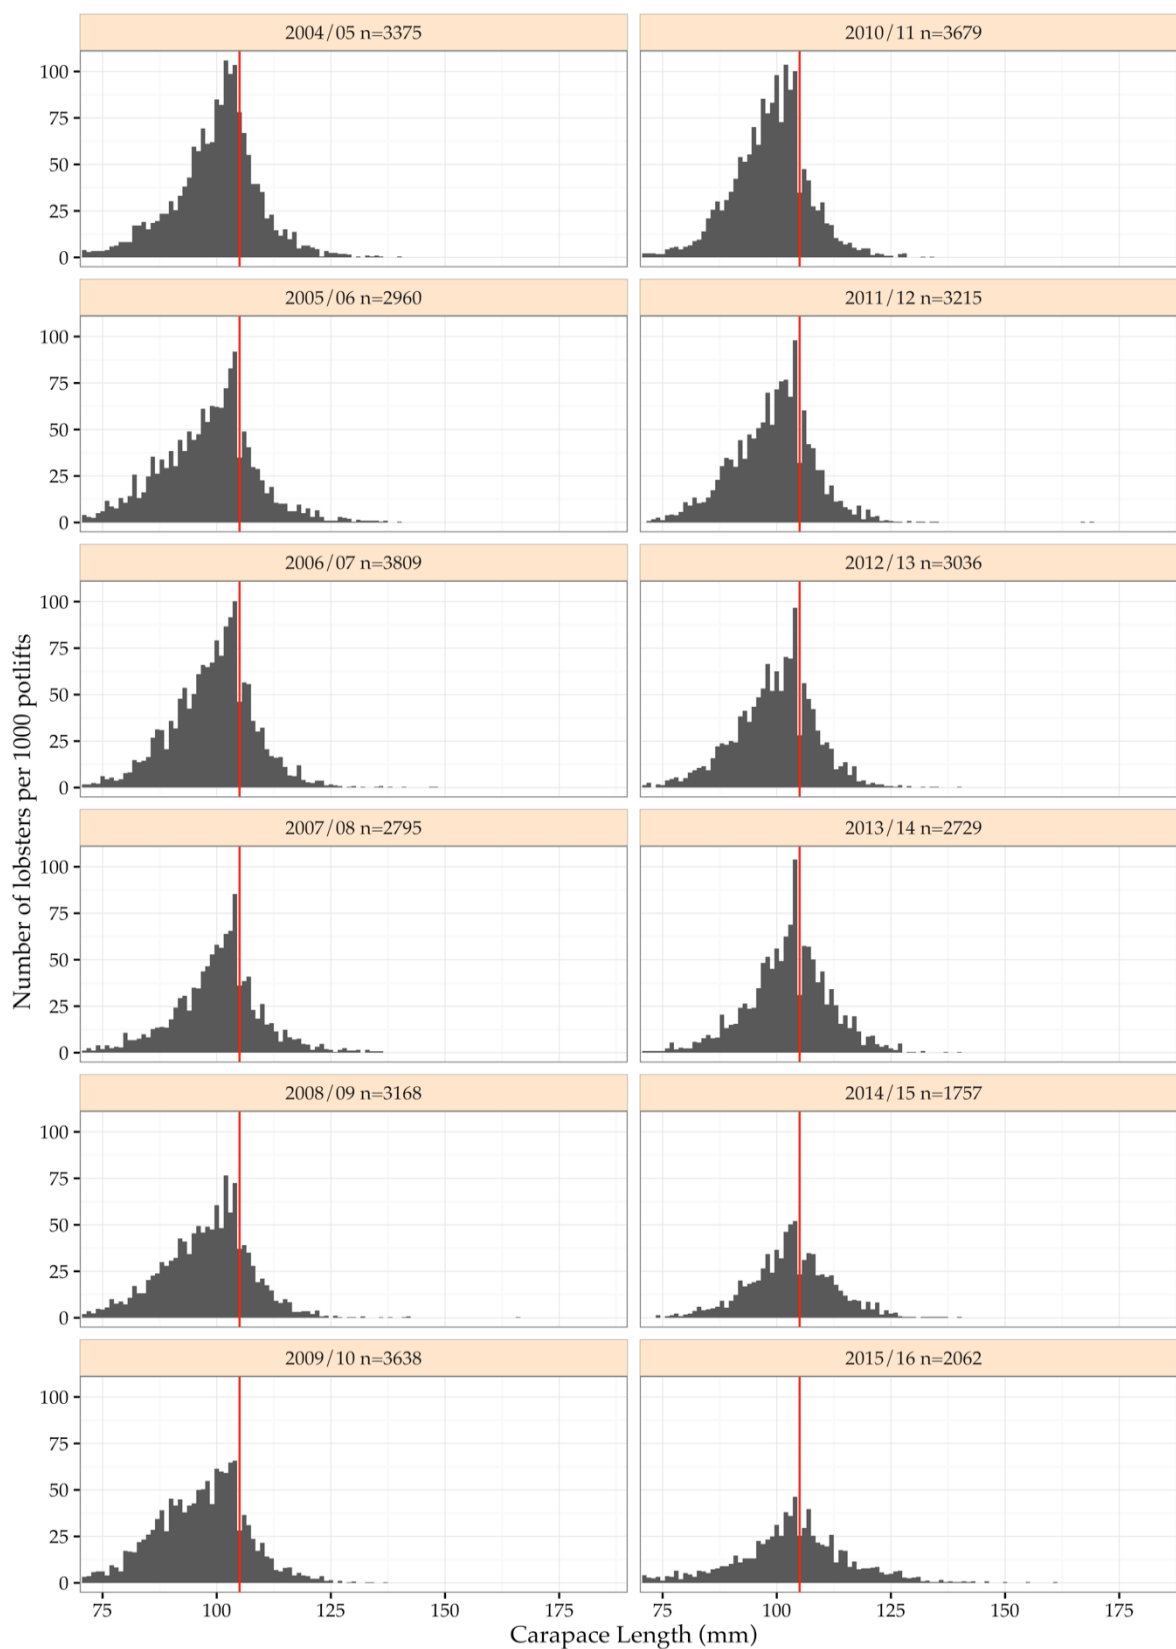 2004/05 n=3375
2010/11 n=3679
100
75
50
25
0
2005/06 n=2960
2011/12 n=3215
100
75
50
25
0
2006/07 n=3809
2012/13 n=3036
100
75
50
25
0
Number of lobsters per 1000 potlifts
2007/08 n=2795
2013/14 n=2729
100
75
50
25
0
2008/09 n=3168
2014/15 n=1757
100
75
50
25
0
2009/10 n=3638
2015/16 n=2062
100
75
50
25
0
75 100 125 150 175 75 100 125 150 175
Carapace Length (mm)